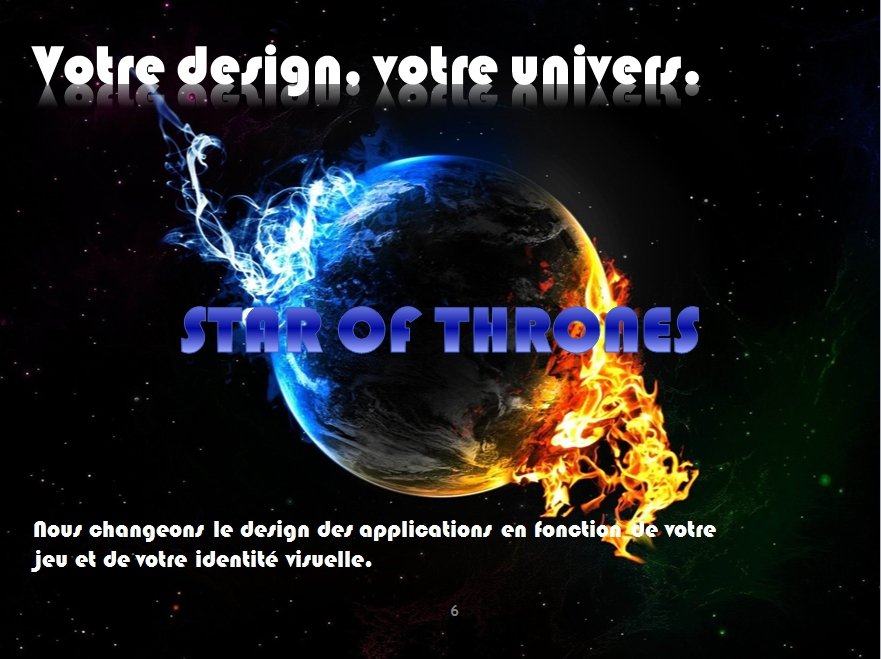 Votre design, votre univers.
STAR OF THRONES
Nous changeons le design des applications en fonction de votre
jeu et de votre identité visuelle.
6